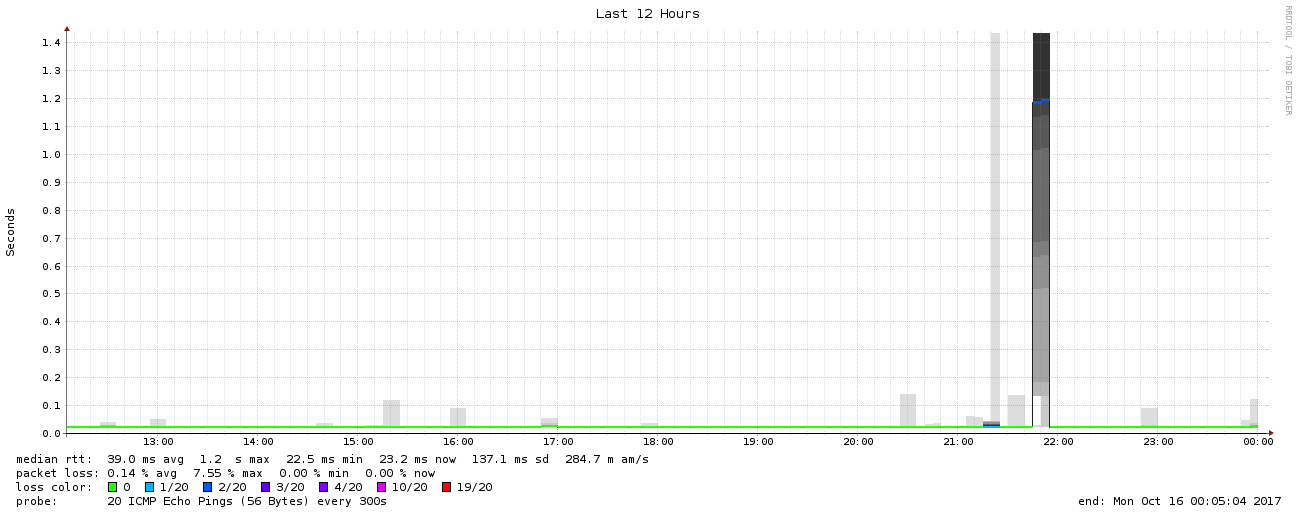 Last 12 Hours
RRDTOOL / TOBI OETIKER
Seconds
1.4
1.3
1.2
1.1
1.0
0.9
0.8
0.7
0.6
0.5
0.4
0.3
0.2
0.1
0.0
13:00 14:00 15:00 16:00 17:00 18:00 19:00 20:00 21:00 22:00 23:00 00:00
median rtt: 39.0 ms avg 1.2 s max 22.5 ms min 23.2 ms now 137.1 ms sd 284.7 m am/s
packet loss: 0.14 % avg 7.55 % max 0.00 % min 0.00 % now
loss color: 0 1/20 2/20 3/20 4/20 10/20 19/20
probe: 20 ICMP Echo Pings (56 Bytes) every 300s end: Mon Oct 16 00:05:04 2017